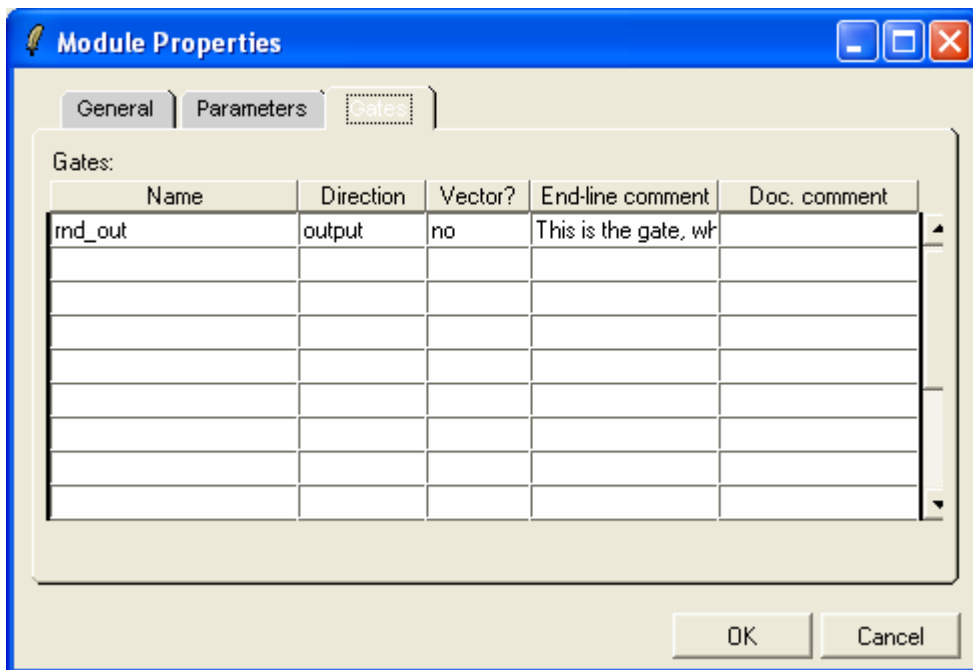 Module Properties
General Parameters Gates
Gates:
Name Direction Vector? End-line comment Doc. comment
rnd_out output no This is the gate, wh
OK Cancel